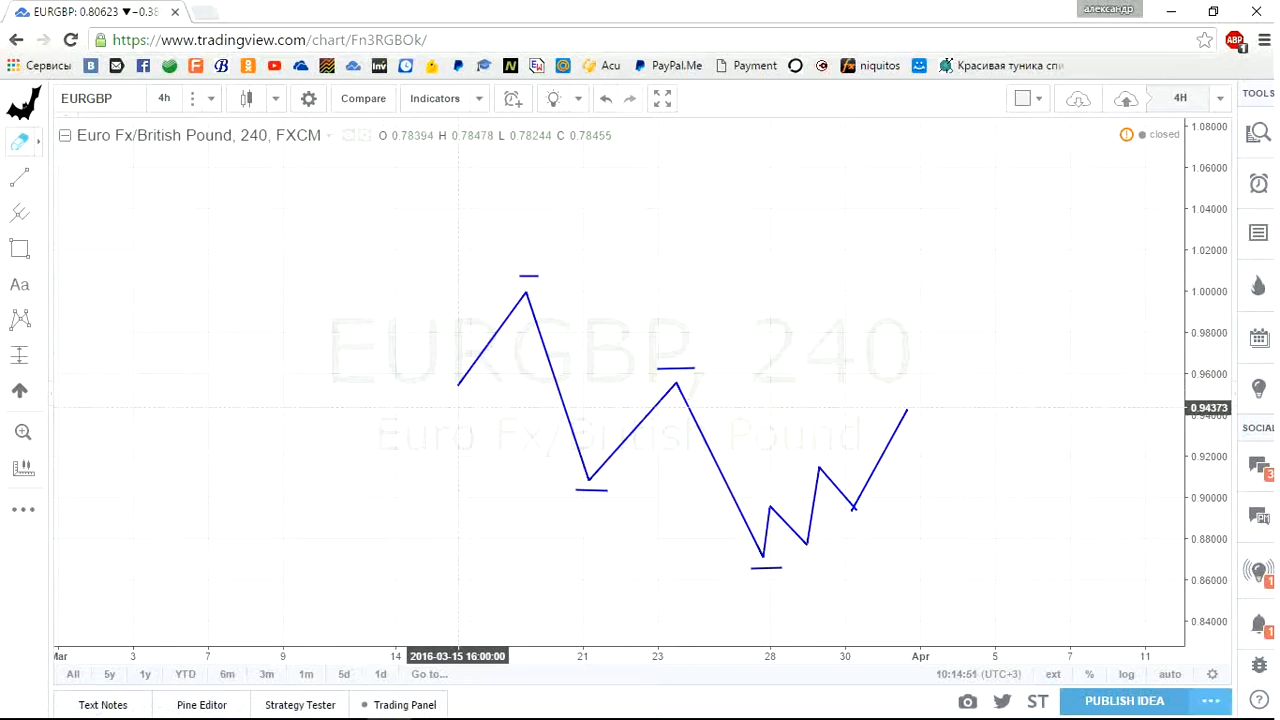 EURGBP: 0.80623 ▼−0.38
александр
https://www.tradingview.com/chart/Fn3RGBOk/
Сервисы Acu PayPal.Me Payment niquitos Красивая туника спи
EURGBP 4h Compare Indicators 4H TOOLS
Euro Fx/British Pound, 240, FXCM O 0.78394 H 0.78478 L 0.78244 C 0.78455 closed
1.08000
1.06000
1.04000
1.02000
1.00000
0.98000
EURGBP, 240
0.96000
0.94373
0.94000
Euro Fx/British Pound
SOCIAL
0.92000
0.90000
0.88000
0.86000
0.84000
Aa
3
1
1
Mar 3 7 9 14 2016-03-15 16:00:00 21 23 28 30 Apr 5 7 11
All 5y 1y YTD 6m 3m 1m 5d 1d Go to... 10:14:51 (UTC+3) ext % log auto
Text Notes Pine Editor Strategy Tester Trading Panel ST PUBLISH IDEA